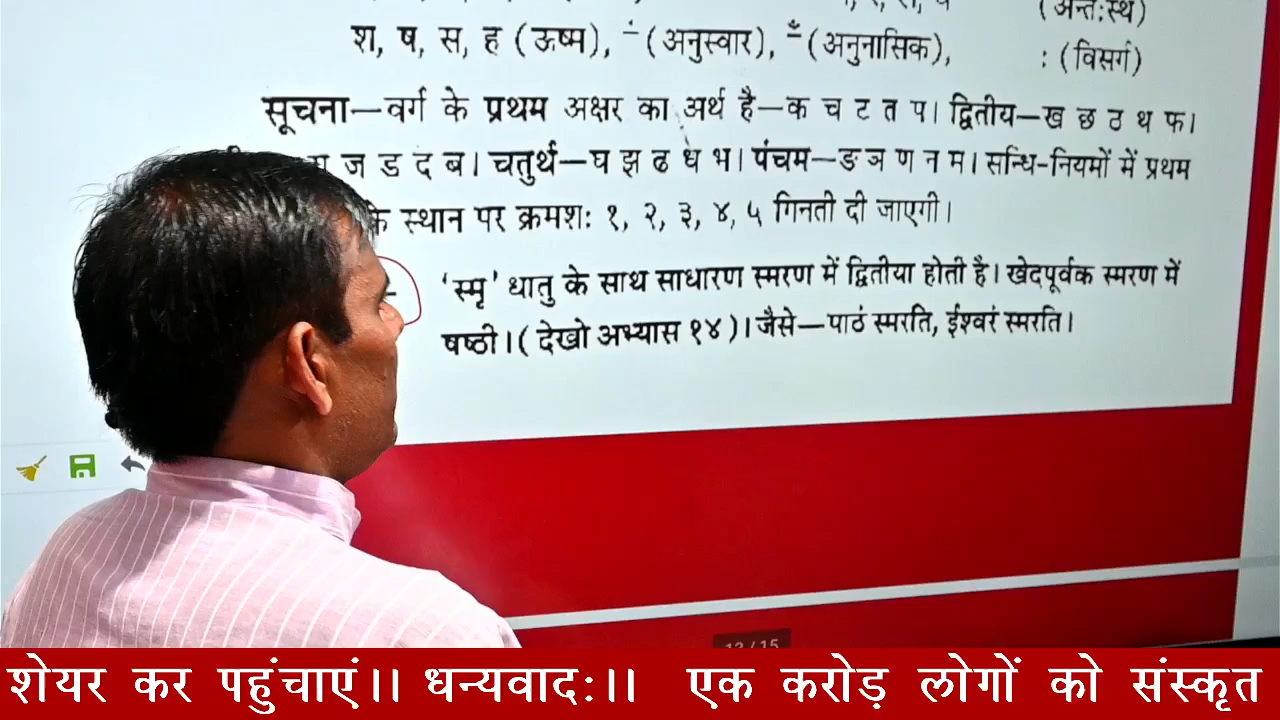 (अन्त:स्थ)
श, ष, स, ह (ऊष्म), ∸ (अनुस्वार), ँ (अनुनासिक), : (विसर्ग)
सूचना—वर्ग के प्रथम अक्षर का अर्थ है—क च ट त प। द्वितीय—ख छ ठ थ फ।
ज ड द ब। चतुर्थ—घ झ ढ ध भ। पंचम—ङ ञ ण न म। सन्धि-नियमों में प्रथम
के स्थान पर क्रमशः १, २, ३, ४, ५ गिनती दी जाएगी।
'स्मृ' धातु के साथ साधारण स्मरण में द्वितीया होती है। खेदपूर्वक स्मरण में
षष्ठी। (देखो अभ्यास १४)। जैसे—पाठं स्मरति, ईश्वरं स्मरति।
शेयर कर पहुंचाएं।। धन्यवादः।। एक करोड़ लोगों को संस्कृत